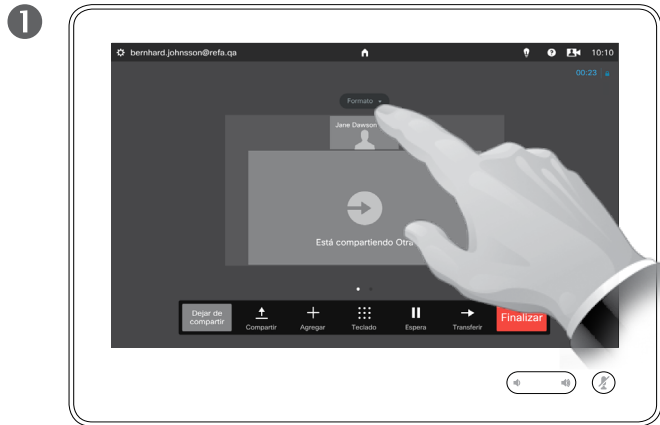 1
bernhard.johnsson@refa.qa
10:10
00:23
Formato
Jane Dawson
Está compartiendo Otra
Dejar de
compartir
Compartir
Agregar
Teclado
Espera
Transferir
Finalizar